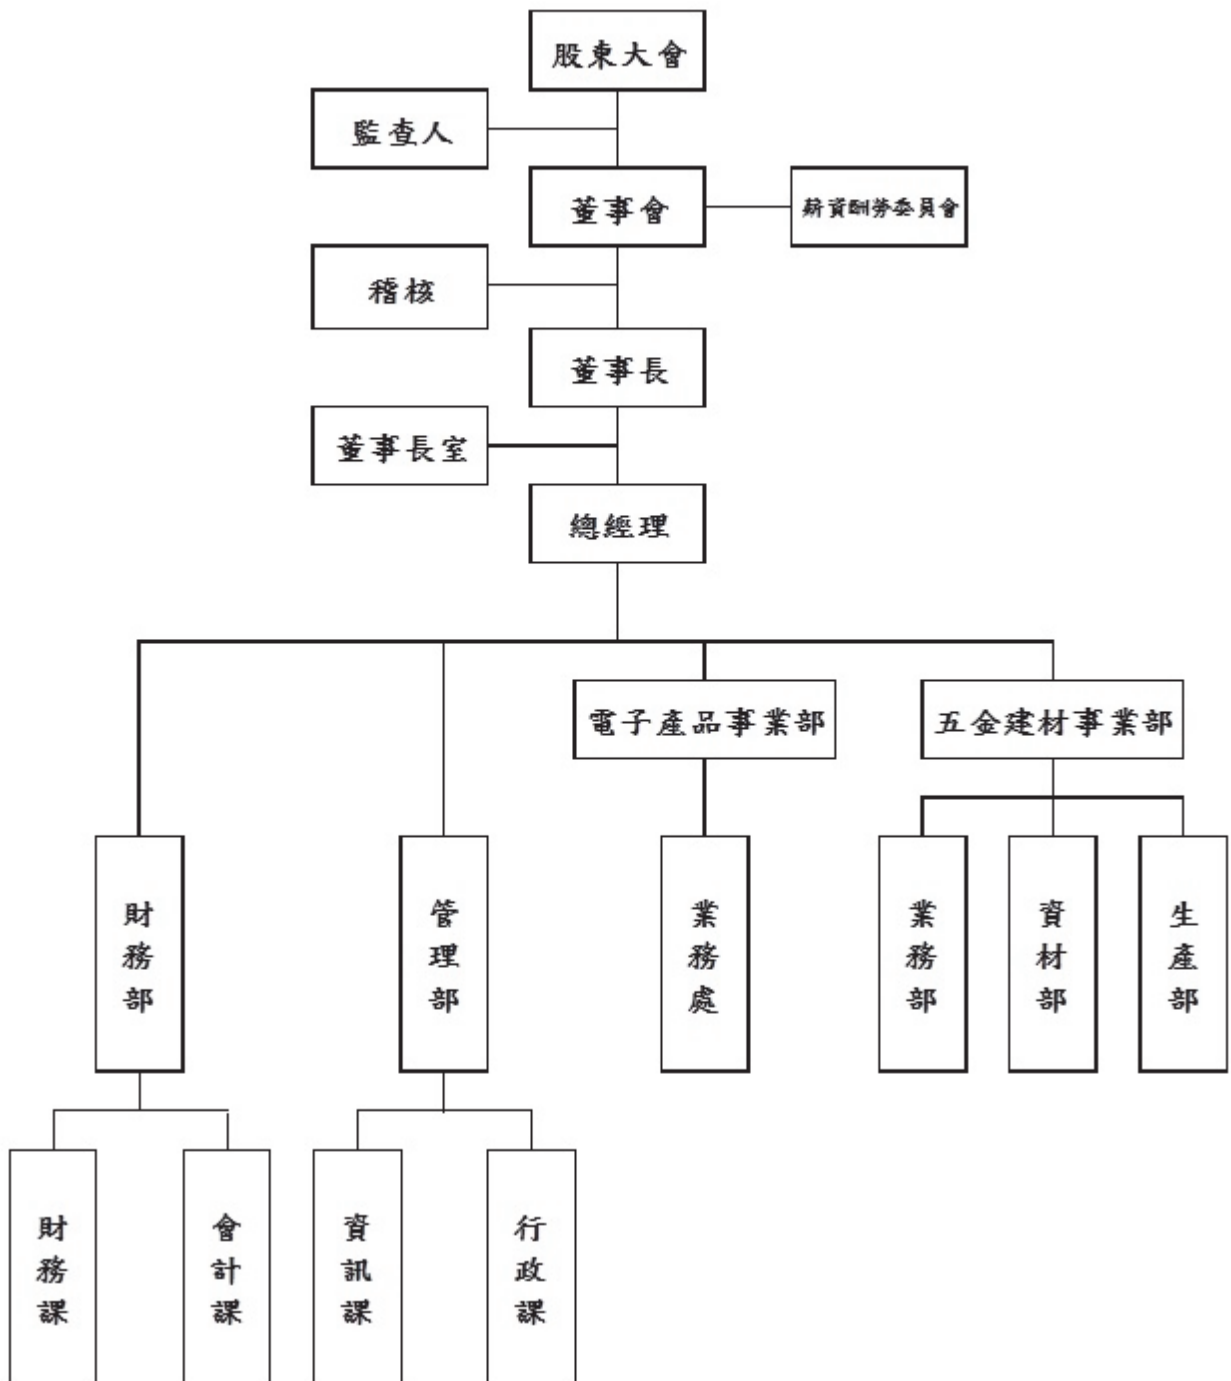 股東大會
監查人
董事會
薪資酬勞委員會
稽核
董事長
董事長室
總經理
電子產品事業部
五金建材事業部
財務部
管理部
業務處
業務部
資材部
生產部
財務課
會計課
資訊課
行政課